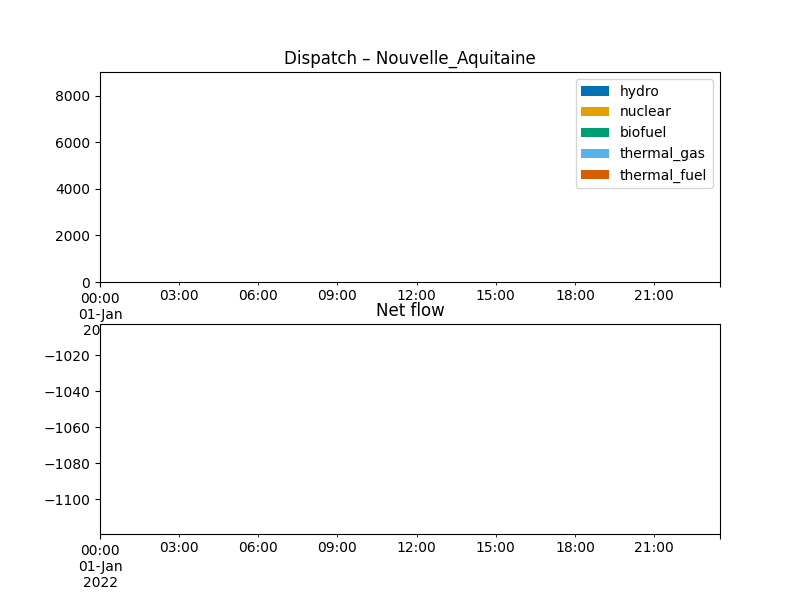 Dispatch – Nouvelle_Aquitaine
8000
6000
4000
2000
0
hydro
nuclear
biofuel
thermal_gas
thermal_fuel
00:00 03:00 06:00 09:00 12:00 15:00 18:00 21:00
01-Jan
20
Net flow
−1020
−1040
−1060
−1080
−1100
00:00 03:00 06:00 09:00 12:00 15:00 18:00 21:00
01-Jan
2022